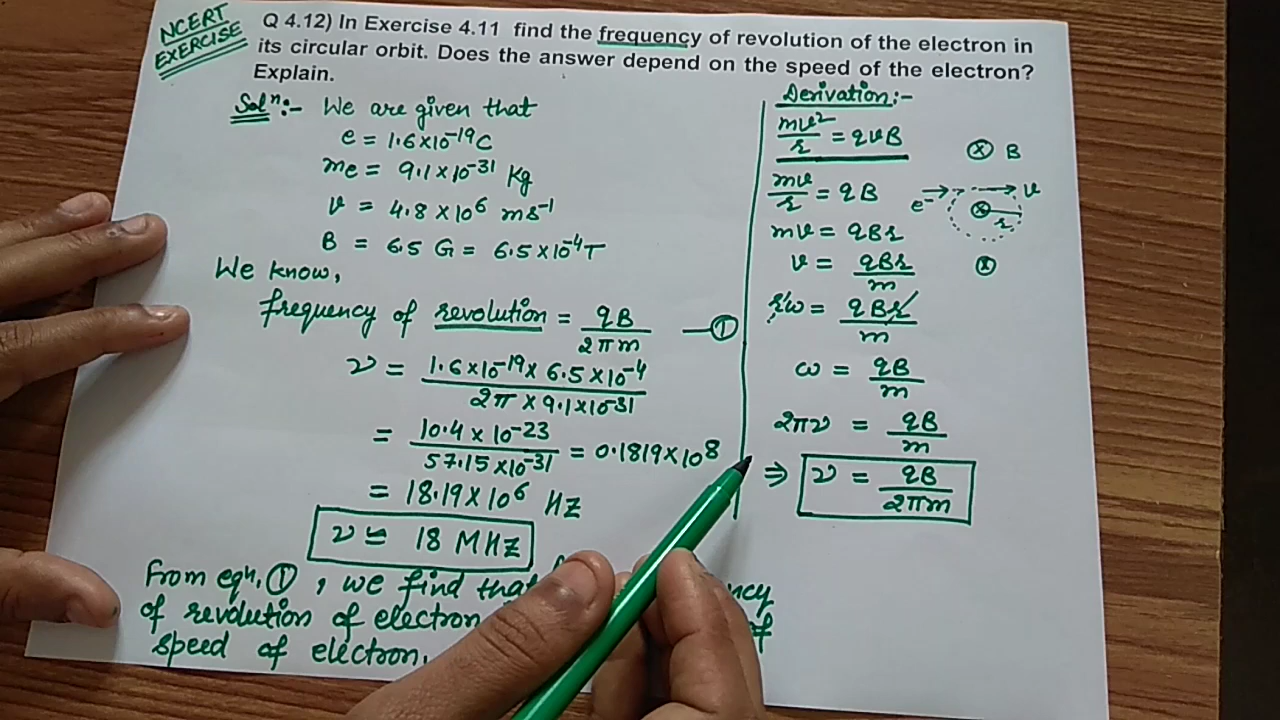 NCERT
EXERCISE
Q 4.12) In Exercise 4.11 find the frequency of revolution of the electron in
its circular orbit. Does the answer depend on the speed of the electron?
Explain.
Solⁿ:- We are given that
e = 1.6×10⁻¹⁹C
me = 9.1×10⁻³¹ Kg
v = 4.8×10⁶ ms⁻¹
B = 6.5 G = 6.5×10⁻⁴T
We know,
frequency of revolution = qB/2πm —①
ν = 1.6×10⁻¹⁹× 6.5×10⁻⁴/2π × 9.1×10⁻³¹
= 10.4×10⁻²³/57.15×10⁻³¹ = 0.1819×10⁸
= 18.19×10⁶ HZ
ν ≃ 18 MHZ
From eqⁿ. ①, we find that
of revolution of electron of
speed of electron.
Derivation:-
mv²/r = qvB
mv/r = qB
mv = qBr
v = qBr/m
rω = qBr/m
ω = qB/m
2πν = qB/m
⇒ ν = qB/2πm
ⓧ B
e⁻ → v
ⓧ r
ⓧ